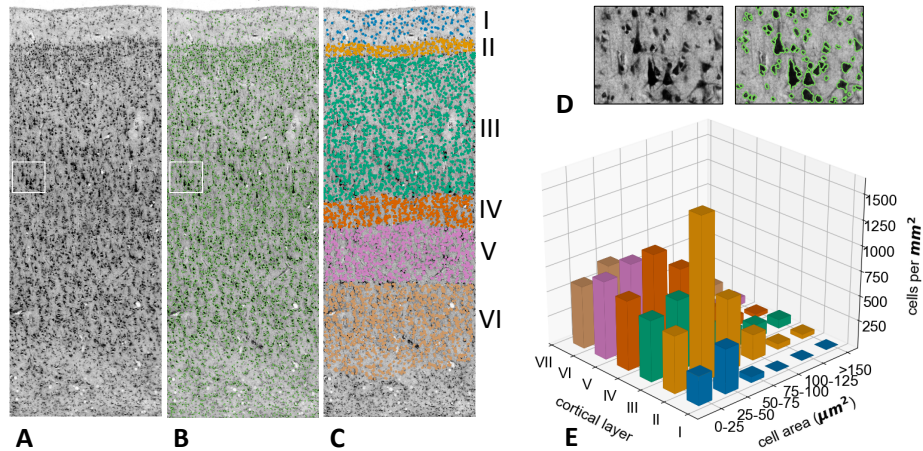 I
II
III
IV
V
VI
A
B
C
D
1500
1250
1000
750
500
250
cells per mm²
VII
VI
V
IV
III
II
I
cortical layer
0-25
25-50
50-75
75-100
100-125
>150
cell area (μm²)
E